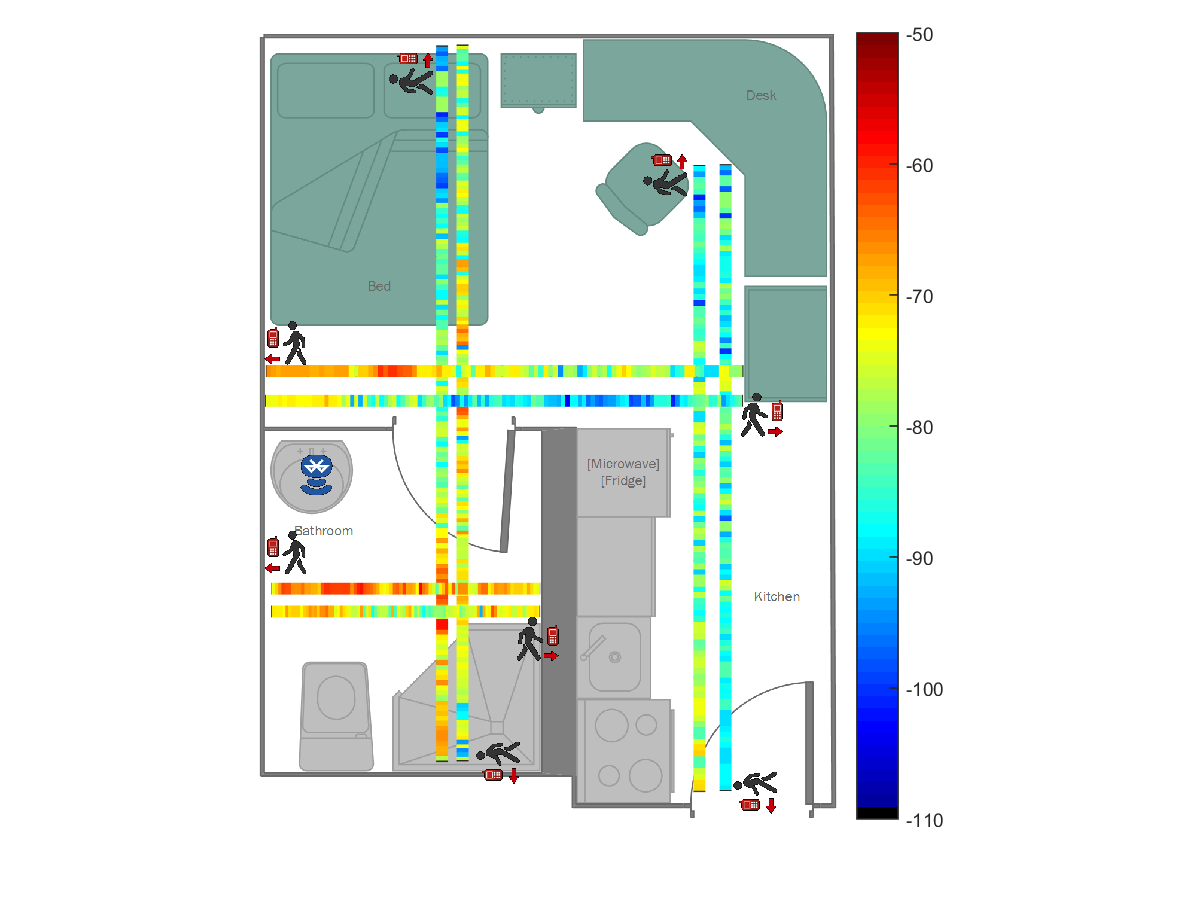 Desk
Bed
[Microwave]
[Fridge]
Bathroom
Kitchen
-50
-60
-70
-80
-90
-100
-110